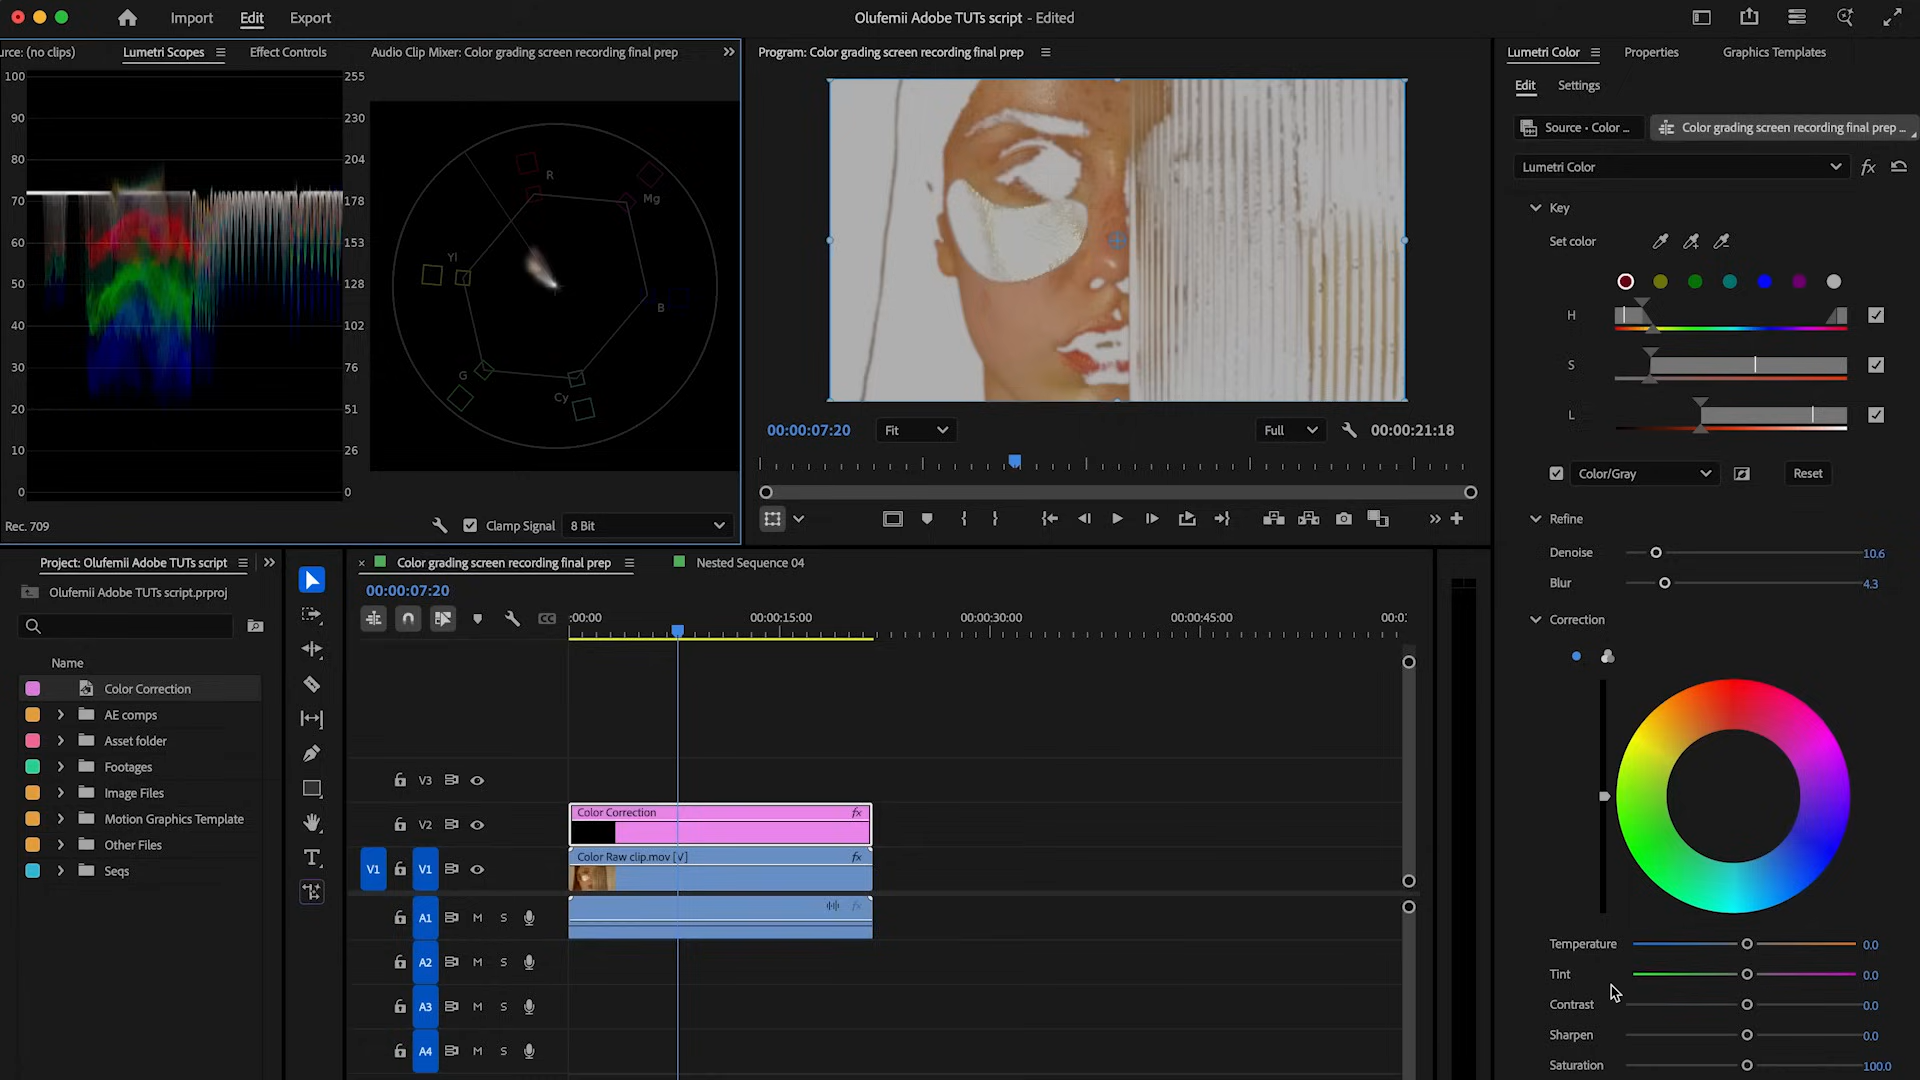 Import Edit Export
Olufemii Adobe TUTs script - Edited
urce: (no clips) Lumetri Scopes Effect Controls Audio Clip Mixer: Color grading screen recording final prep
Program: Color grading screen recording final prep
Lumetri Color Properties Graphics Templates
Edit Settings
Source • Color ... Color grading screen recording final prep ...
Lumetri Color fx
Key
Set color
H
S
L
Color/Gray Reset
Refine
Denoise 10.6
Blur 4.3
Correction
Temperature 0.0
Tint 0.0
Contrast 0.0
Sharpen 0.0
Saturation 100.0
100 255
90 230
80 204
70 178
60 153
50 128
40 102
30 76
20 51
10 26
0 0
R
Mg
Yl
B
G
Cy
Rec. 709 Clamp Signal 8 Bit
00:00:07:20 Fit Full 00:00:21:18
Project: Olufemii Adobe TUTs script
Olufemii Adobe TUTs script.prproj
Name
Color Correction
AE comps
Asset folder
Footages
Image Files
Motion Graphics Template
Other Files
Seqs
× Color grading screen recording final prep Nested Sequence 04
00:00:07:20
CC
:00:00 00:00:15:00 00:00:30:00 00:00:45:00 00:01:
V3
V2
V1 V1
A1 M S
A2 M S
A3 M S
A4 M S
Color Correction fx
Color Raw clip.mov [V] fx
fx
T